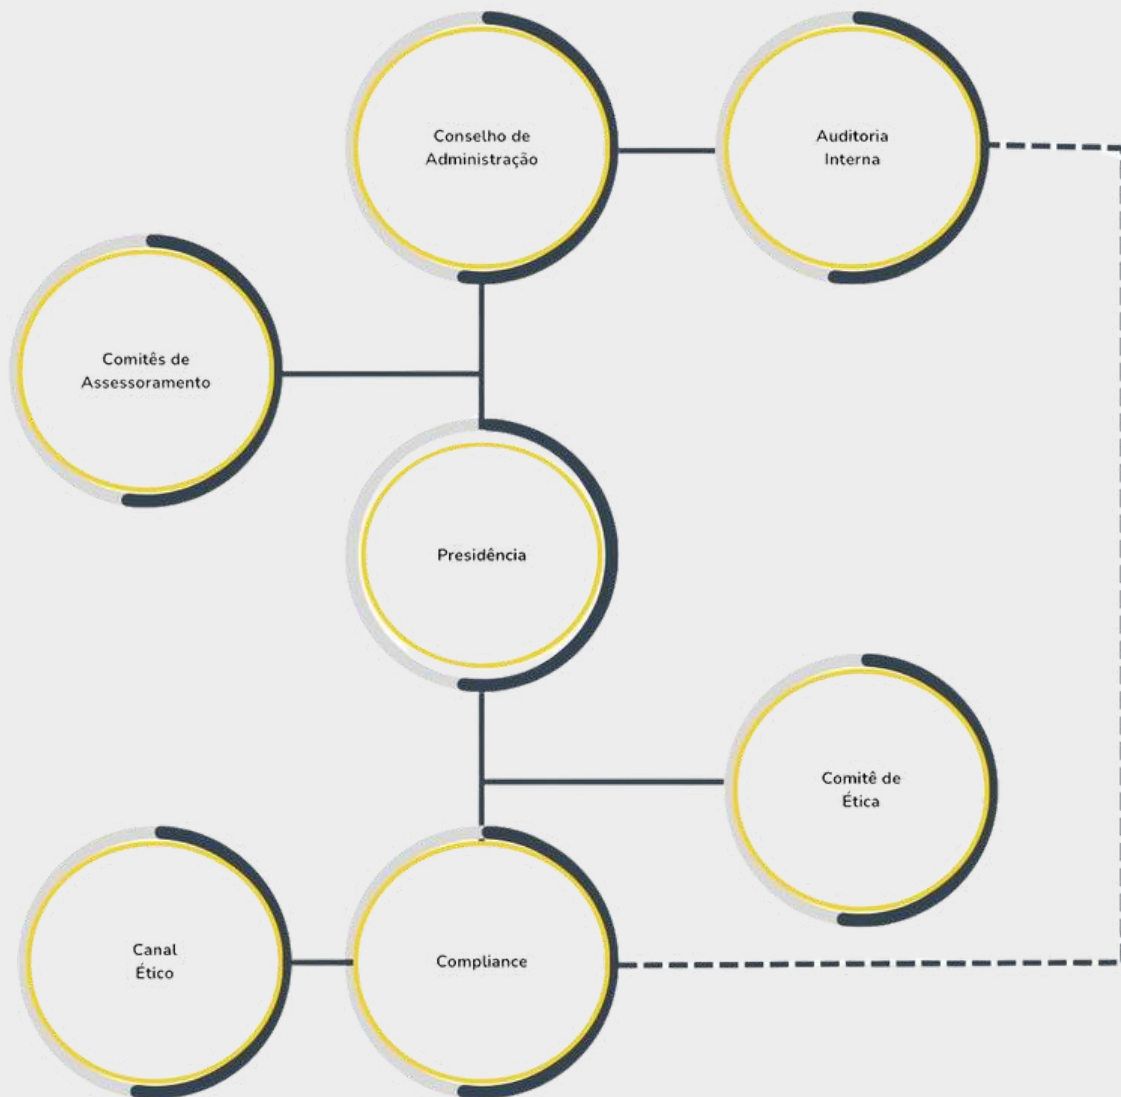 Conselho de
Administração
Auditoria
Interna
Comitês de
Assessoramento
Presidência
Comitê de
Ética
Canal
Ético
Compliance